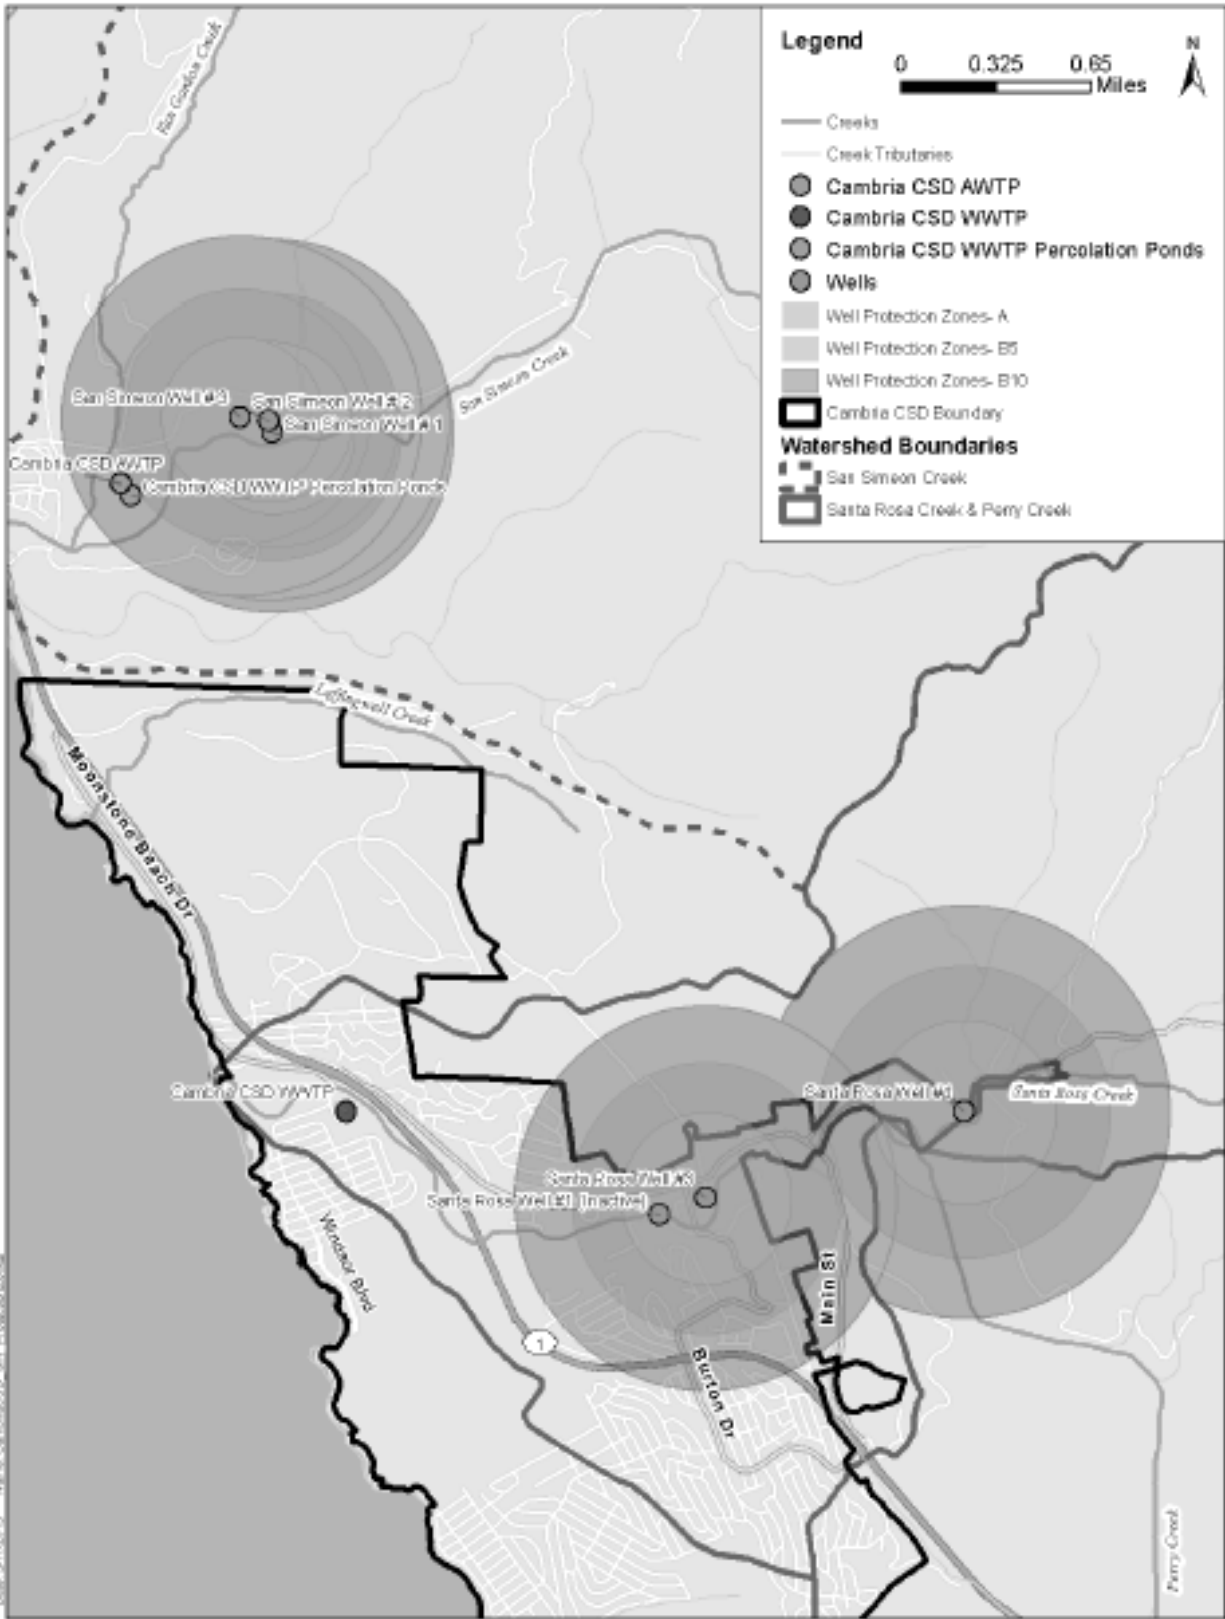 Legend
N
0 0.325 0.65
Miles
Creeks
Creek Tributaries
Cambria CSD AWTP
Cambria CSD WWTP
Cambria CSD WWTP Percolation Ponds
Wells
Well Protection Zones- A
Well Protection Zones- B5
Well Protection Zones- B10
Cambria CSD Boundary
Watershed Boundaries
San Simeon Creek
Santa Rosa Creek & Perry Creek
San Simeon Creek
San Simeon Well #3
San Simeon Well #2
San Simeon Well #1
Cambria CSD AWTP
Cambria CSD WWTP Percolation Ponds
Leffingwell Creek
Moonstone Beach Dr
Cambria CSD WWTP
Santa Rosa Creek
Santa Rosa Well #3
Santa Rosa Well #1 (Inactive)
Santa Rosa Well
Windsor Blvd
Main St
1
Burton Dr
Perry Creek